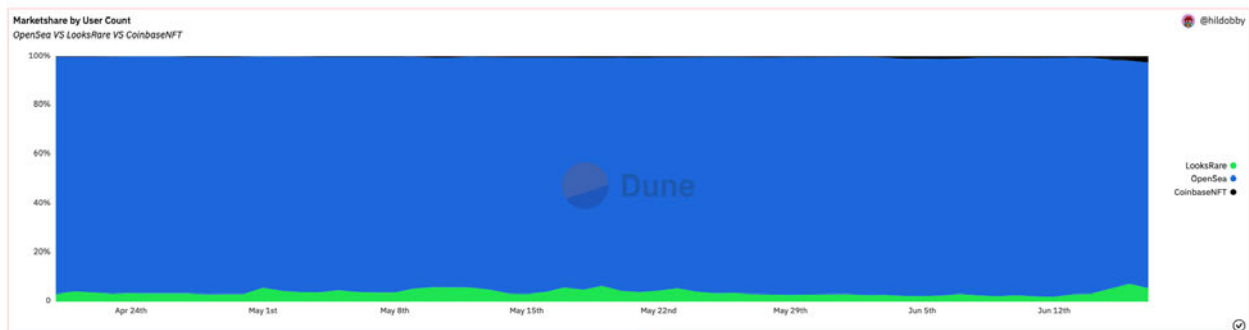 Marketshare by User Count
@hildobby
OpenSea VS LooksRare VS CoinbaseNFT
100%
80%
60%
40%
20%
0
Dune
LooksRare
OpenSea
CoinbaseNFT
Apr 24th May 1st May 8th May 15th May 22nd May 29th Jun 5th Jun 12th